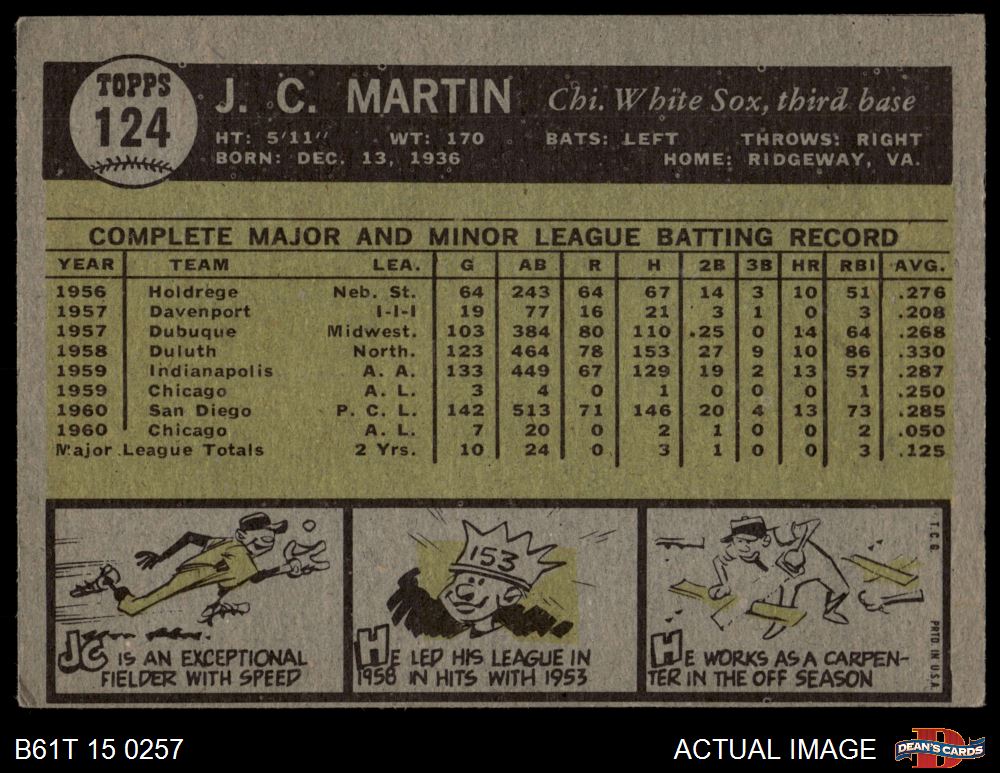 TOPPS
124
J. C. MARTIN Chi. White Sox, third base
HT: 5'11" WT: 170 BATS: LEFT THROWS: RIGHT
BORN: DEC. 13, 1936 HOME: RIDGEWAY, VA.
COMPLETE MAJOR AND MINOR LEAGUE BATTING RECORD
YEAR TEAM LEA. G AB R H 2B 3B HR RBI AVG.
1956 Holdrege Neb. St. 64 243 64 67 14 3 10 51 .276
1957 Davenport I-I-I 19 77 16 21 3 1 0 3 .208
1957 Dubuque Midwest. 103 384 80 110 .25 0 14 64 .268
1958 Duluth North. 123 464 78 153 27 9 10 86 .330
1959 Indianapolis A. A. 133 449 67 129 19 2 13 57 .287
1959 Chicago A. L. 3 4 0 1 0 0 0 1 .250
1960 San Diego P. C. L. 142 513 71 146 20 4 13 73 .285
1960 Chicago A. L. 7 20 0 2 1 0 0 2 .050
Major League Totals 2 Yrs. 10 24 0 3 1 0 0 3 .125
JC IS AN EXCEPTIONAL
FIELDER WITH SPEED
153
HE LED HIS LEAGUE IN
1958 IN HITS WITH 1953
HE WORKS AS A CARPEN-
TER IN THE OFF SEASON
T.C.G. PRTD. IN U.S.A.
B61T 15 0257 ACTUAL IMAGE
D
DEAN'S CARDS